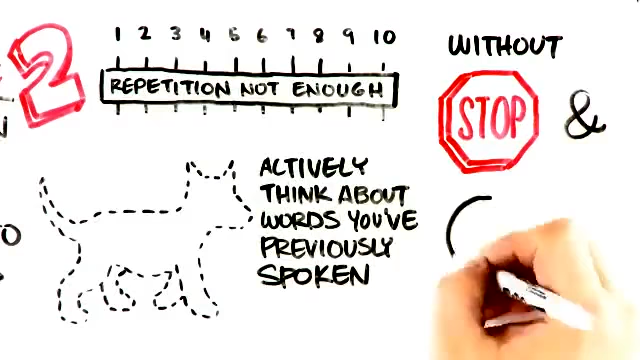 2
1 2 3 4 5 6 7 8 9 10
REPETITION NOT ENOUGH
WITHOUT
STOP &
ACTIVELY
THINK ABOUT
WORDS YOU'VE
PREVIOUSLY
SPOKEN